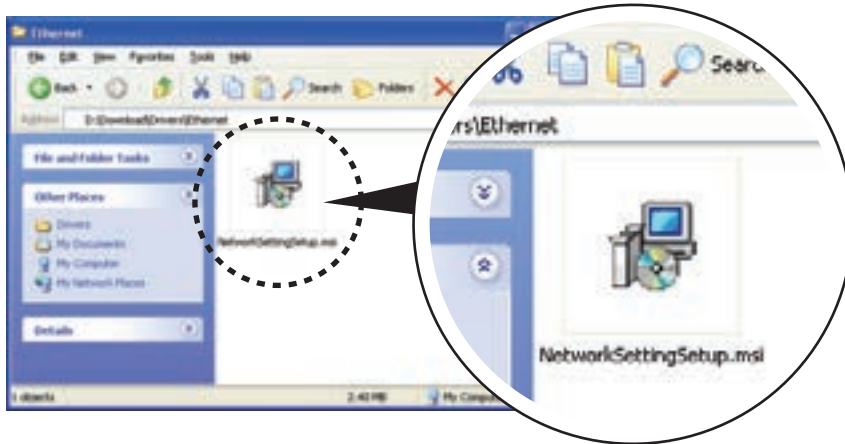 Ethernet
File Edit View Favorites Tools Help
Back Search Folders
Address D:\Download\Drivers\Ethernet
File and Folder Tasks
Other Places
Drivers
My Documents
My Computer
My Network Places
Details
NetworkSettingSetup.msi
1 objects 2.40 MB My Compu
Searc
rs\Ethernet
NetworkSettingSetup.msi